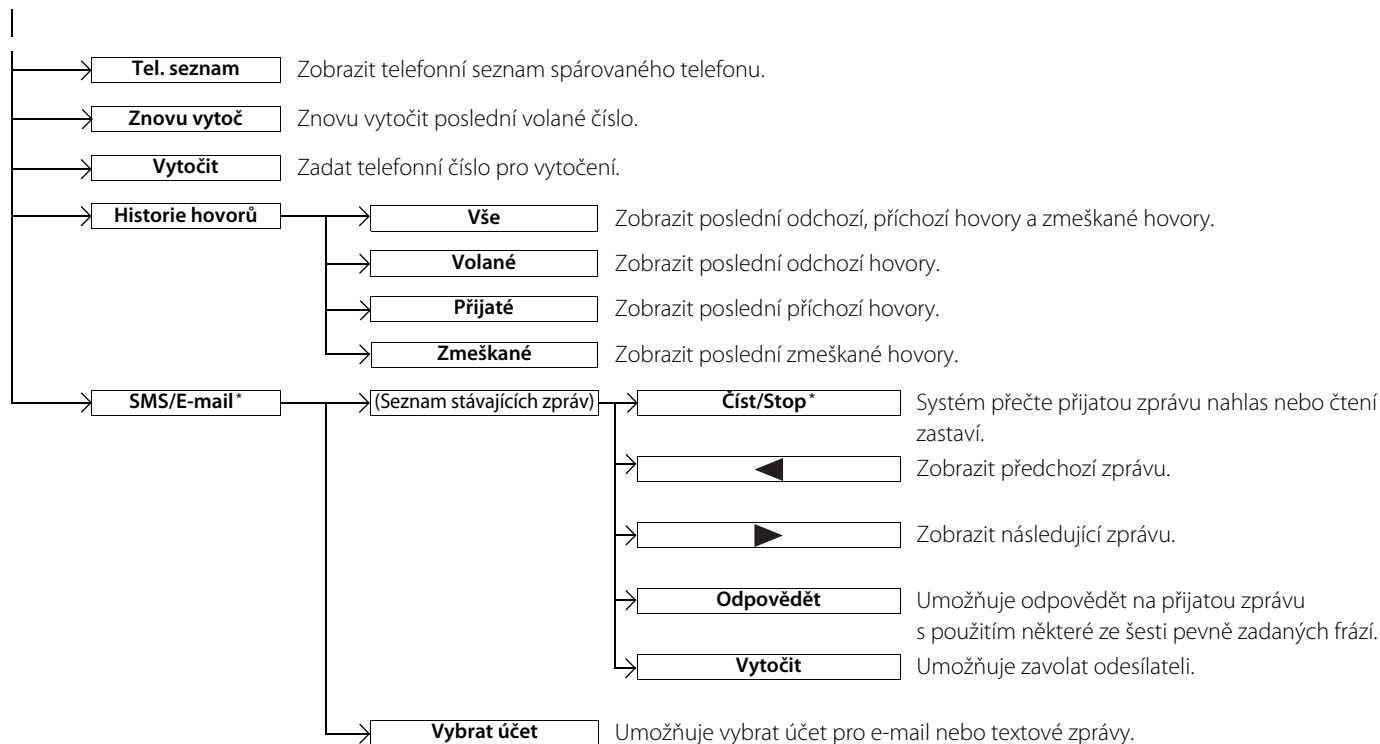 Tel. seznam Zobrazit telefonní seznam spárovaného telefonu.
Znovu vytoč Znovu vytočit poslední volané číslo.
Vytočit Zadat telefonní číslo pro vytočení.
Historie hovorů Vše Zobrazit poslední odchozí, příchozí hovory a zmeškané hovory.
Volané Zobrazit poslední odchozí hovory.
Přijaté Zobrazit poslední příchozí hovory.
Zmeškané Zobrazit poslední zmeškané hovory.
SMS/E-mail* (Seznam stávajících zpráv) Číst/Stop* Systém přečte přijatou zprávu nahlas nebo čtení
zastaví.
◀ Zobrazit předchozí zprávu.
▶ Zobrazit následující zprávu.
Odpovědět Umožňuje odpovědět na přijatou zprávu
s použitím některé ze šesti pevně zadaných frází.
Vytočit Umožňuje zavolat odesílateli.
Vybrat účet Umožňuje vybrat účet pro e-mail nebo textové zprávy.